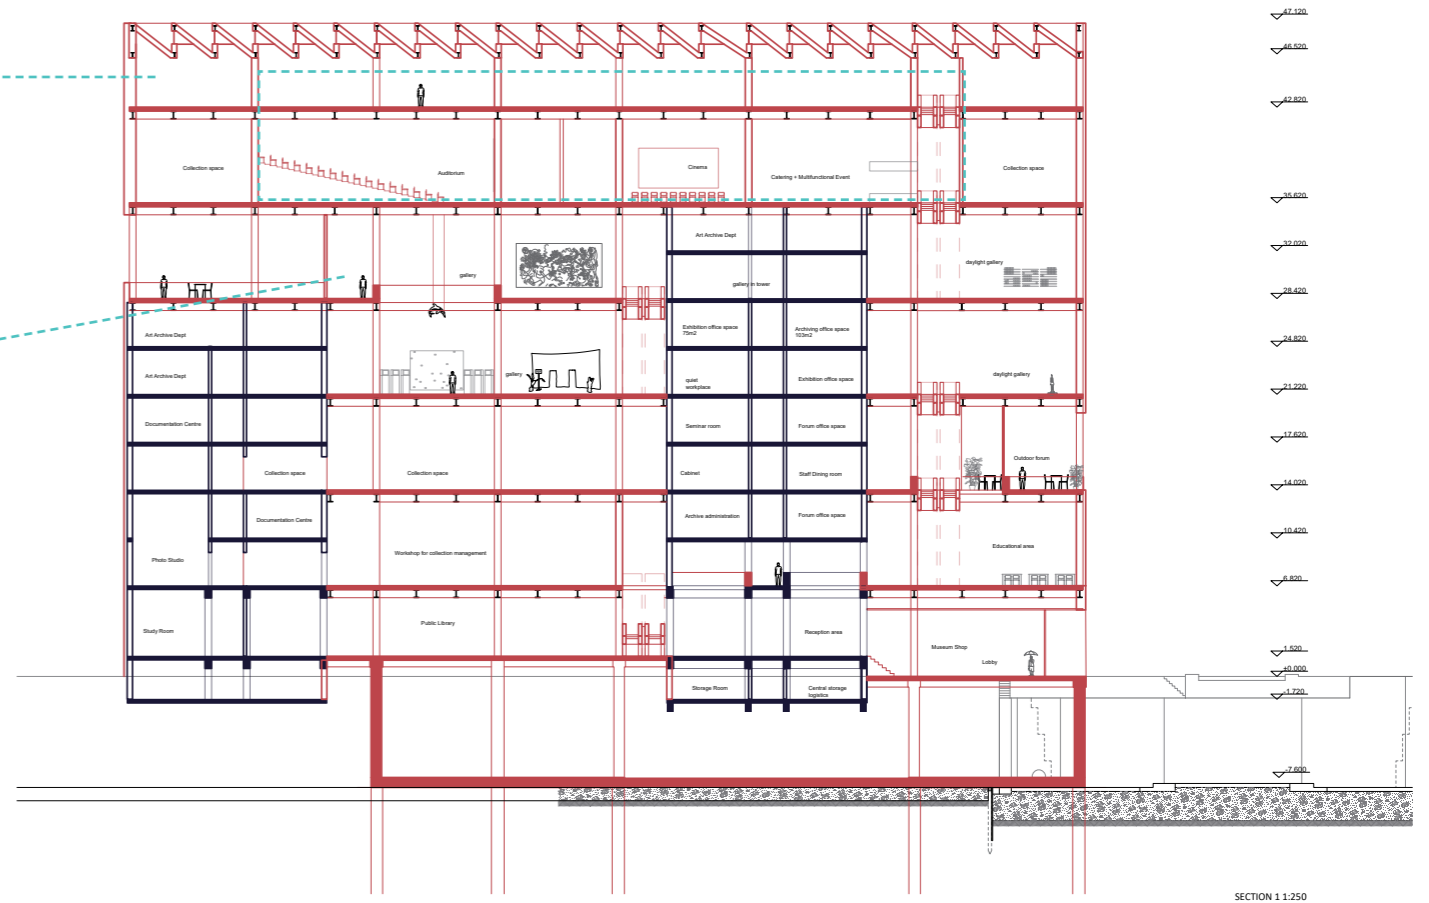 47.120
46.520
42.820
Collection space
Auditorium
Cinema
Catering + Multifunctional Event
Collection space
35.620
Art Archive Dept
32.020
gallery
daylight gallery
gallery in tower
28.420
Art Archive Dept
Exhibition office space
75m2
Archiving office space
103m2
24.820
Art Archive Dept
gallery
quiet
workplace
Exhibition office space
daylight gallery
21.220
Documentation Centre
Seminar room
Forum office space
17.620
Collection space
Collection space
Cabinet
Staff Dining room
Outdoor forum
14.020
Documentation Centre
Archive administration
Forum office space
10.420
Photo Studio
Workshop for collection management
Educational area
6.820
Study Room
Public Library
Reception area
Museum Shop
Lobby
1.520
±0.000
Storage Room
Central storage
logistics
-1.720
-7.600
SECTION 1 1:250